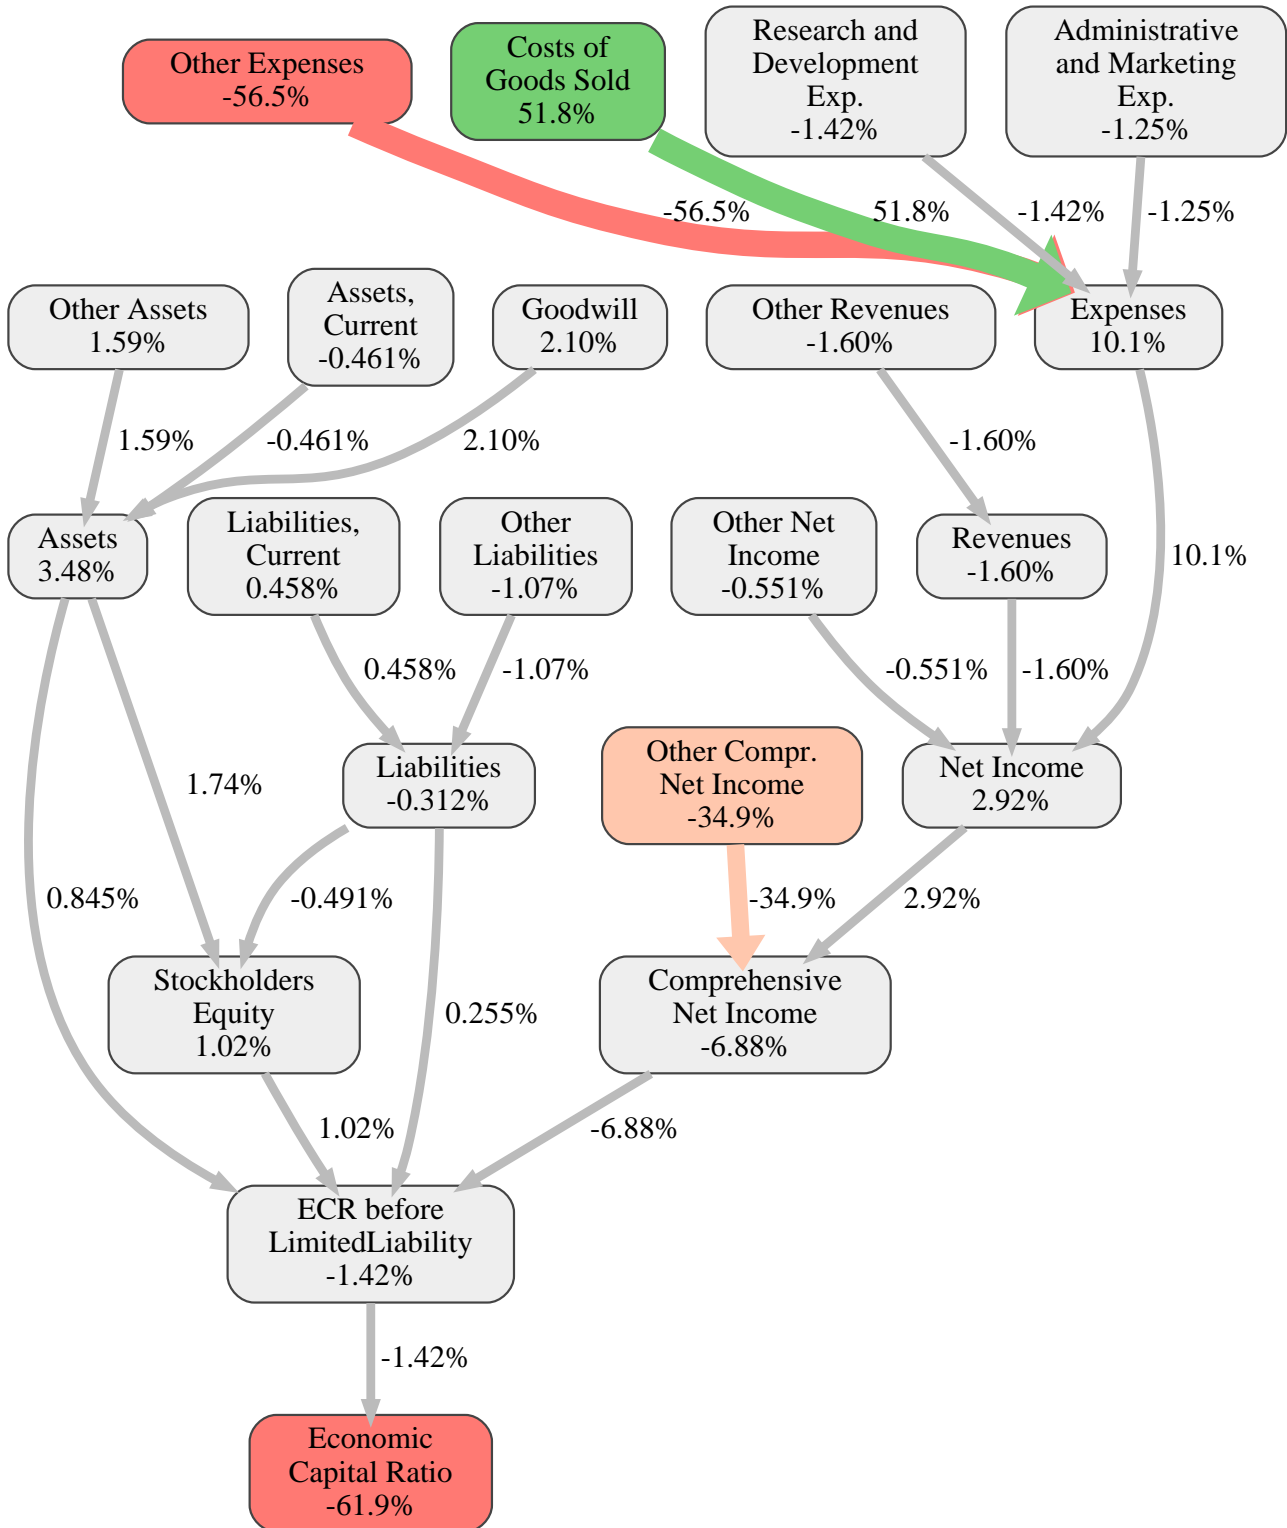 Other Expenses
-56.5%
Costs of
Goods Sold
51.8%
Research and
Development
Exp.
-1.42%
Administrative
and Marketing
Exp.
-1.25%
-56.5%
51.8%
-1.42%
-1.25%
Other Assets
1.59%
Assets,
Current
-0.461%
Goodwill
2.10%
Other Revenues
-1.60%
Expenses
10.1%
1.59%
-0.461%
2.10%
-1.60%
10.1%
Assets
3.48%
Liabilities,
Current
0.458%
Other
Liabilities
-1.07%
Other Net
Income
-0.551%
Revenues
-1.60%
0.458%
-1.07%
-0.551%
-1.60%
1.74%
Liabilities
-0.312%
Other Compr.
Net Income
-34.9%
Net Income
2.92%
0.845%
-0.491%
0.255%
-34.9%
2.92%
Stockholders
Equity
1.02%
Comprehensive
Net Income
-6.88%
1.02%
-6.88%
ECR before
LimitedLiability
-1.42%
-1.42%
Economic
Capital Ratio
-61.9%